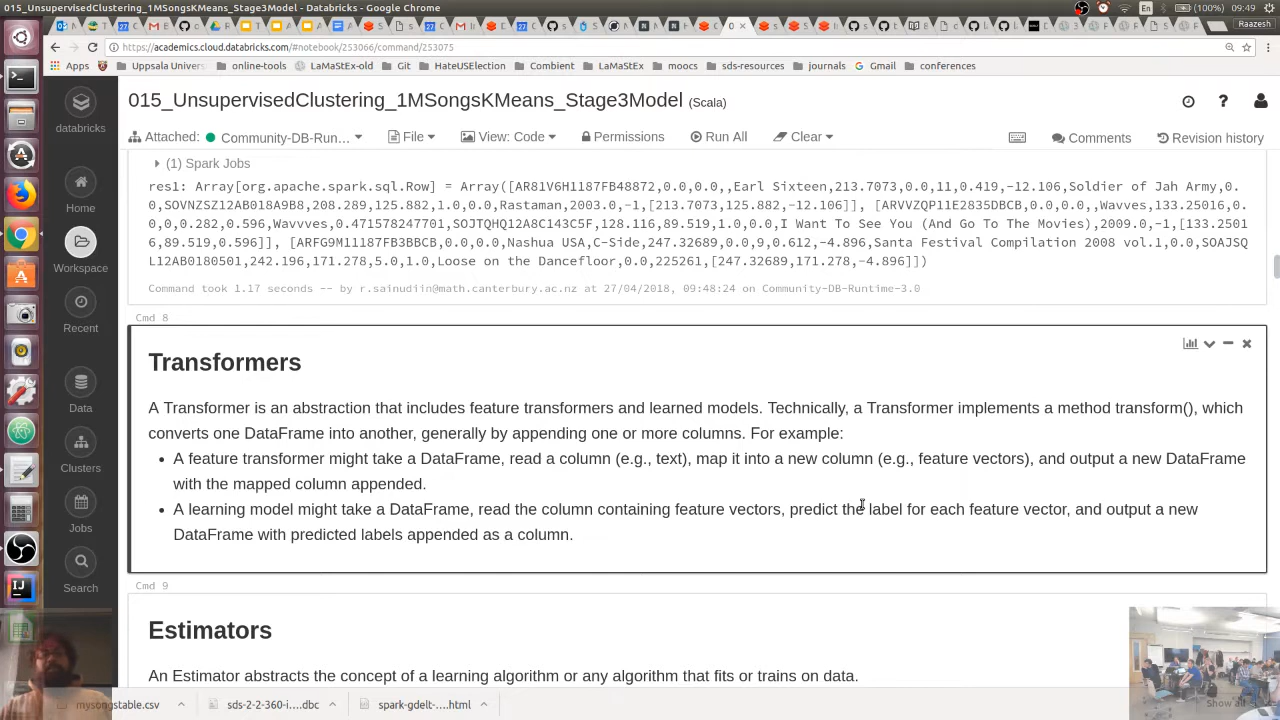 015_UnsupervisedClustering_1MSongsKMeans_Stage3Model - Databricks - Google Chrome
En
(100%)
09:49
Raazesh
https://academics.cloud.databricks.com/#notebook/253066/command/253075
Apps
Uppsala Univers
online-tools
LaMaStEx-old
Git
HateUSElection
Combient
LaMaStEx
moocs
sds-resources
journals
Gmail
conferences
databricks
Home
Workspace
Recent
Data
Clusters
Jobs
Search
015_UnsupervisedClustering_1MSongsKMeans_Stage3Model (Scala)
Attached: Community-DB-Run... File View: Code Permissions Run All Clear Comments Revision history
(1) Spark Jobs
res1: Array[org.apache.spark.sql.Row] = Array([AR81V6H1187FB48872,0.0,0.0,,Earl Sixteen,213.7073,0.0,11,0.419,-12.106,Soldier of Jah Army,0.
0,SOVNZSZ12AB018A9B8,208.289,125.882,1.0,0.0,Rastaman,2003.0,-1,[213.7073,125.882,-12.106]], [ARVVZQP11E2835DBCB,0.0,0.0,,Wavves,133.25016,0.
0,0.0,0.282,0.596,Wavvves,0.471578247701,SOJTQHQ12A8C143C5F,128.116,89.519,1.0,0.0,I Want To See You (And Go To The Movies),2009.0,-1,[133.2501
6,89.519,0.596]], [ARFG9M11187FB3BBCB,0.0,0.0,Nashua USA,C-Side,247.32689,0.0,9,0.612,-4.896,Santa Festival Compilation 2008 vol.1,0.0,SOAJSQ
L12AB0180501,242.196,171.278,5.0,1.0,Loose on the Dancefloor,0.0,225261,[247.32689,171.278,-4.896]])
Command took 1.17 seconds -- by r.sainudiin@math.canterbury.ac.nz at 27/04/2018, 09:48:24 on Community-DB-Runtime-3.0
Cmd 8
Transformers
A Transformer is an abstraction that includes feature transformers and learned models. Technically, a Transformer implements a method transform(), which
converts one DataFrame into another, generally by appending one or more columns. For example:
• A feature transformer might take a DataFrame, read a column (e.g., text), map it into a new column (e.g., feature vectors), and output a new DataFrame
with the mapped column appended.
• A learning model might take a DataFrame, read the column containing feature vectors, predict the label for each feature vector, and output a new
DataFrame with predicted labels appended as a column.
Cmd 9
Estimators
An Estimator abstracts the concept of a learning algorithm or any algorithm that fits or trains on data.
mysongstable.csv
sds-2-2-360-i....dbc
spark-gdelt-....html
Show all